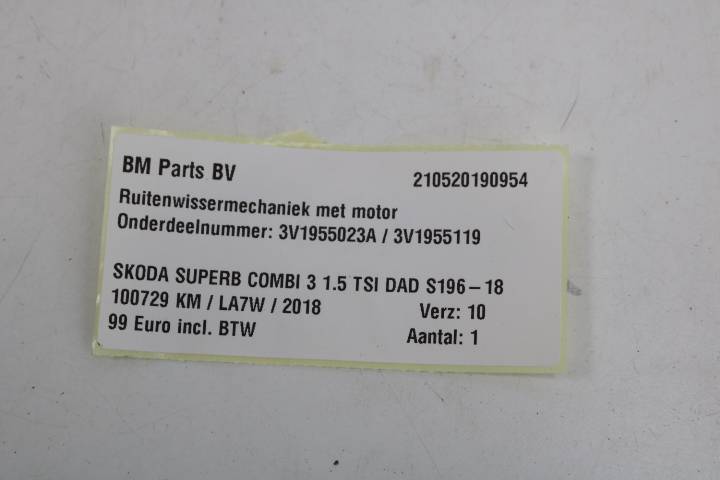 BM Parts BV 210520190954
Ruitenwissermechaniek met motor
Onderdeelnummer: 3V1955023A / 3V1955119
SKODA SUPERB COMBI 3 1.5 TSI DAD S196-18
100729 KM / LA7W / 2018 Verz: 10
99 Euro incl. BTW Aantal: 1